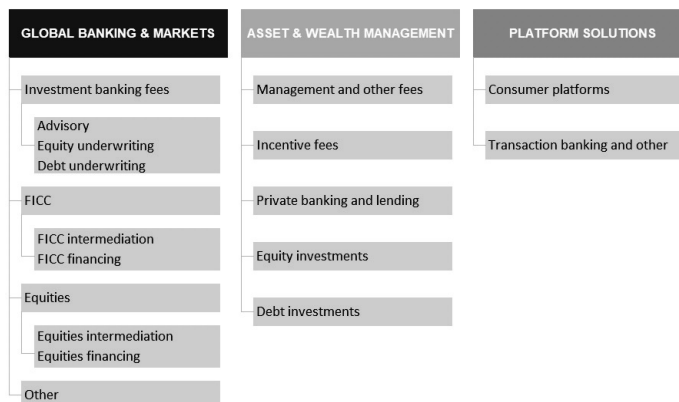 GLOBAL BANKING & MARKETS
Investment banking fees
Advisory
Equity underwriting
Debt underwriting
FICC
FICC intermediation
FICC financing
Equities
Equities intermediation
Equities financing
Other
ASSET & WEALTH MANAGEMENT
Management and other fees
Incentive fees
Private banking and lending
Equity investments
Debt investments
PLATFORM SOLUTIONS
Consumer platforms
Transaction banking and other